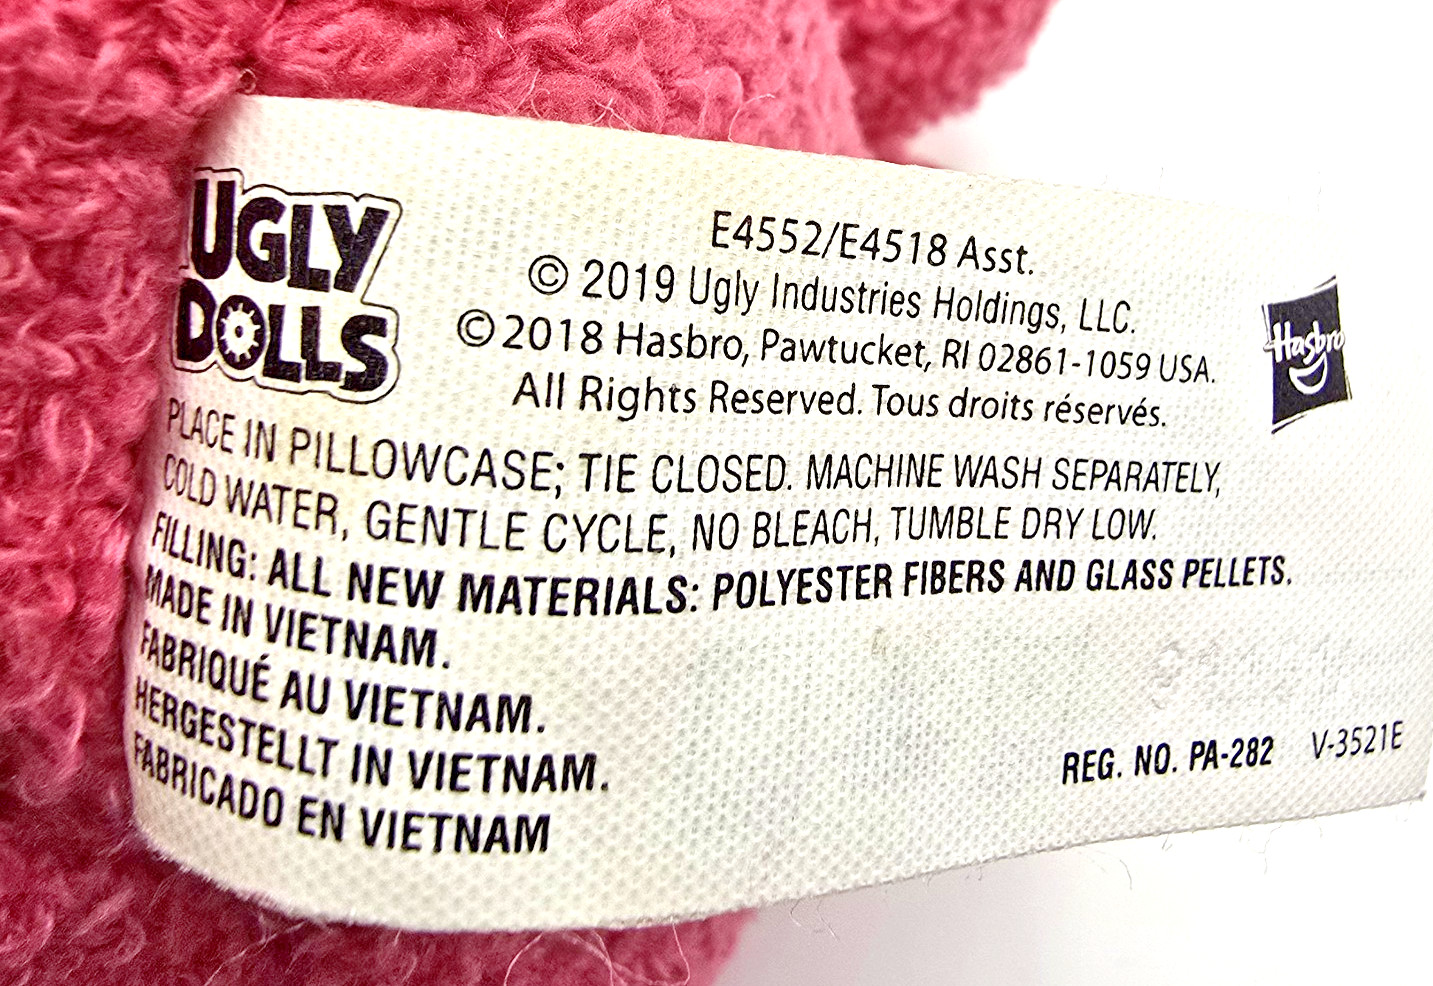 UGLY
DOLLS
E4552/E4518 Asst.
© 2019 Ugly Industries Holdings, LLC.
© 2018 Hasbro, Pawtucket, RI 02861-1059 USA.
All Rights Reserved. Tous droits réservés.
Hasbro
PLACE IN PILLOWCASE; TIE CLOSED. MACHINE WASH SEPARATELY,
COLD WATER, GENTLE CYCLE, NO BLEACH, TUMBLE DRY LOW.
FILLING: ALL NEW MATERIALS: POLYESTER FIBERS AND GLASS PELLETS.
MADE IN VIETNAM.
FABRIQUÉ AU VIETNAM.
HERGESTELLT IN VIETNAM.
FABRICADO EN VIETNAM
REG. NO. PA-282 V-3521E